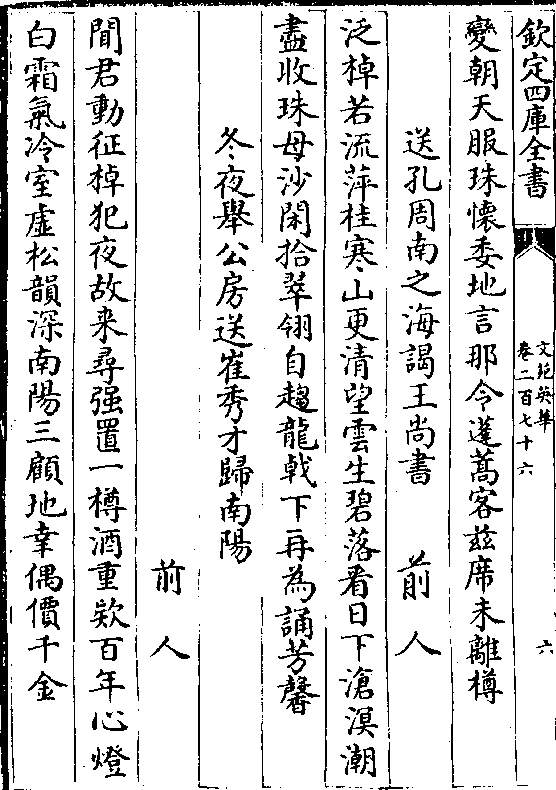 欽定四庫全書
文苑英華
卷二百七十六
六
變朝天服珠懷委地言那令蓬蒿客兹席未離樽
送孔周南之海謁王尚書
前人
泛棹若流萍桂寒山更清望雲生碧落看日下滄溟潮
盡收珠母沙閑拾翠翎自趨龍㦸下再為誦芳馨
冬夜舉公房送崔秀才歸南陽
前人
聞君動征棹犯夜故来尋强置一樽酒重欵百年心燈
白霜氣冷室虛松韻深南陽三顧地幸偶價千金